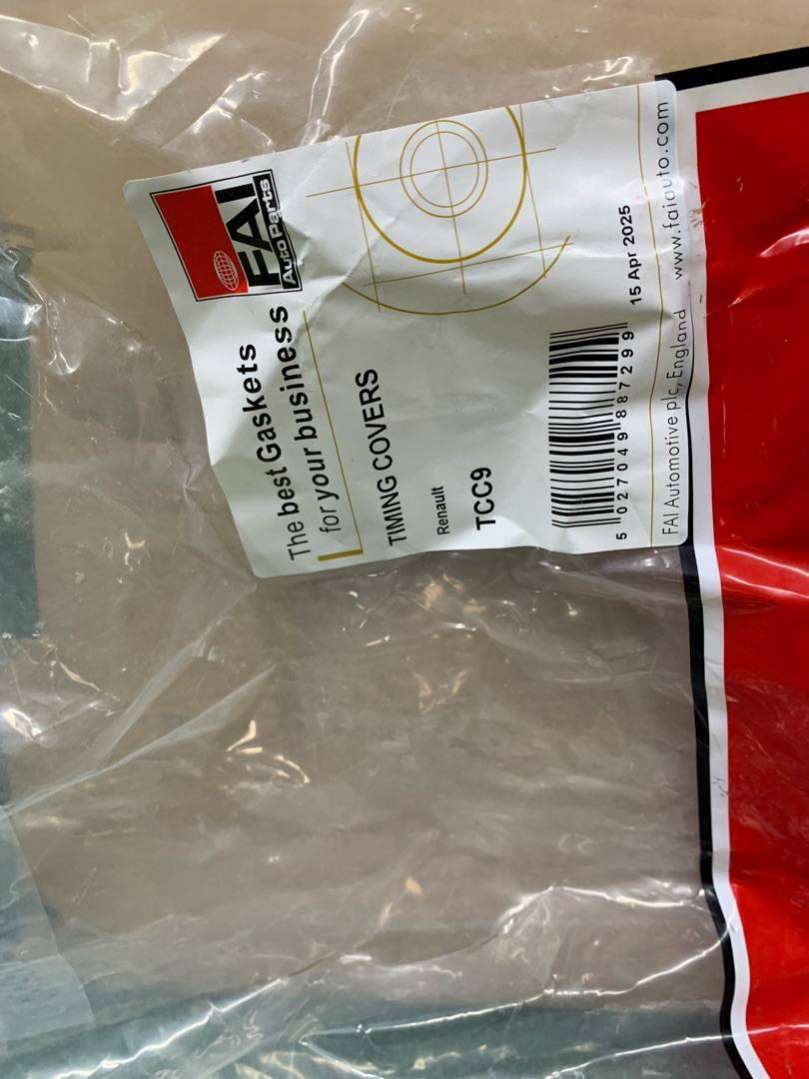 FAI
Auto Parts
The best Gaskets
for your business
TIMING COVERS
Renault
TCC9
5 027049 887299
15 Apr 2025
FAI Automotive plc, England www.faiauto.com